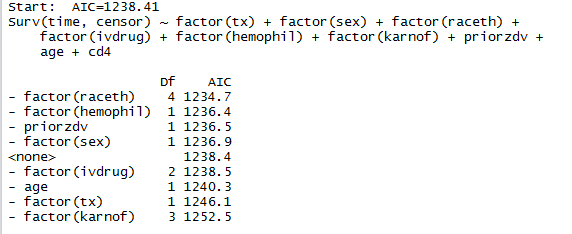 Start:  AIC=1238.41
Surv(time, censor) ~ factor(tx) + factor(sex) + factor(raceth) +
    factor(ivdrug) + factor(hemophil) + factor(karnof) + priorzdv +
    age + cd4
                   Df    AIC
- factor(raceth)    4 1234.7
- factor(hemophil)  1 1236.4
- priorzdv          1 1236.5
- factor(sex)       1 1236.9
<none>              1238.4
- factor(ivdrug)    2 1238.5
- age               1 1240.3
- factor(tx)        1 1246.1
- factor(karnof)    3 1252.5